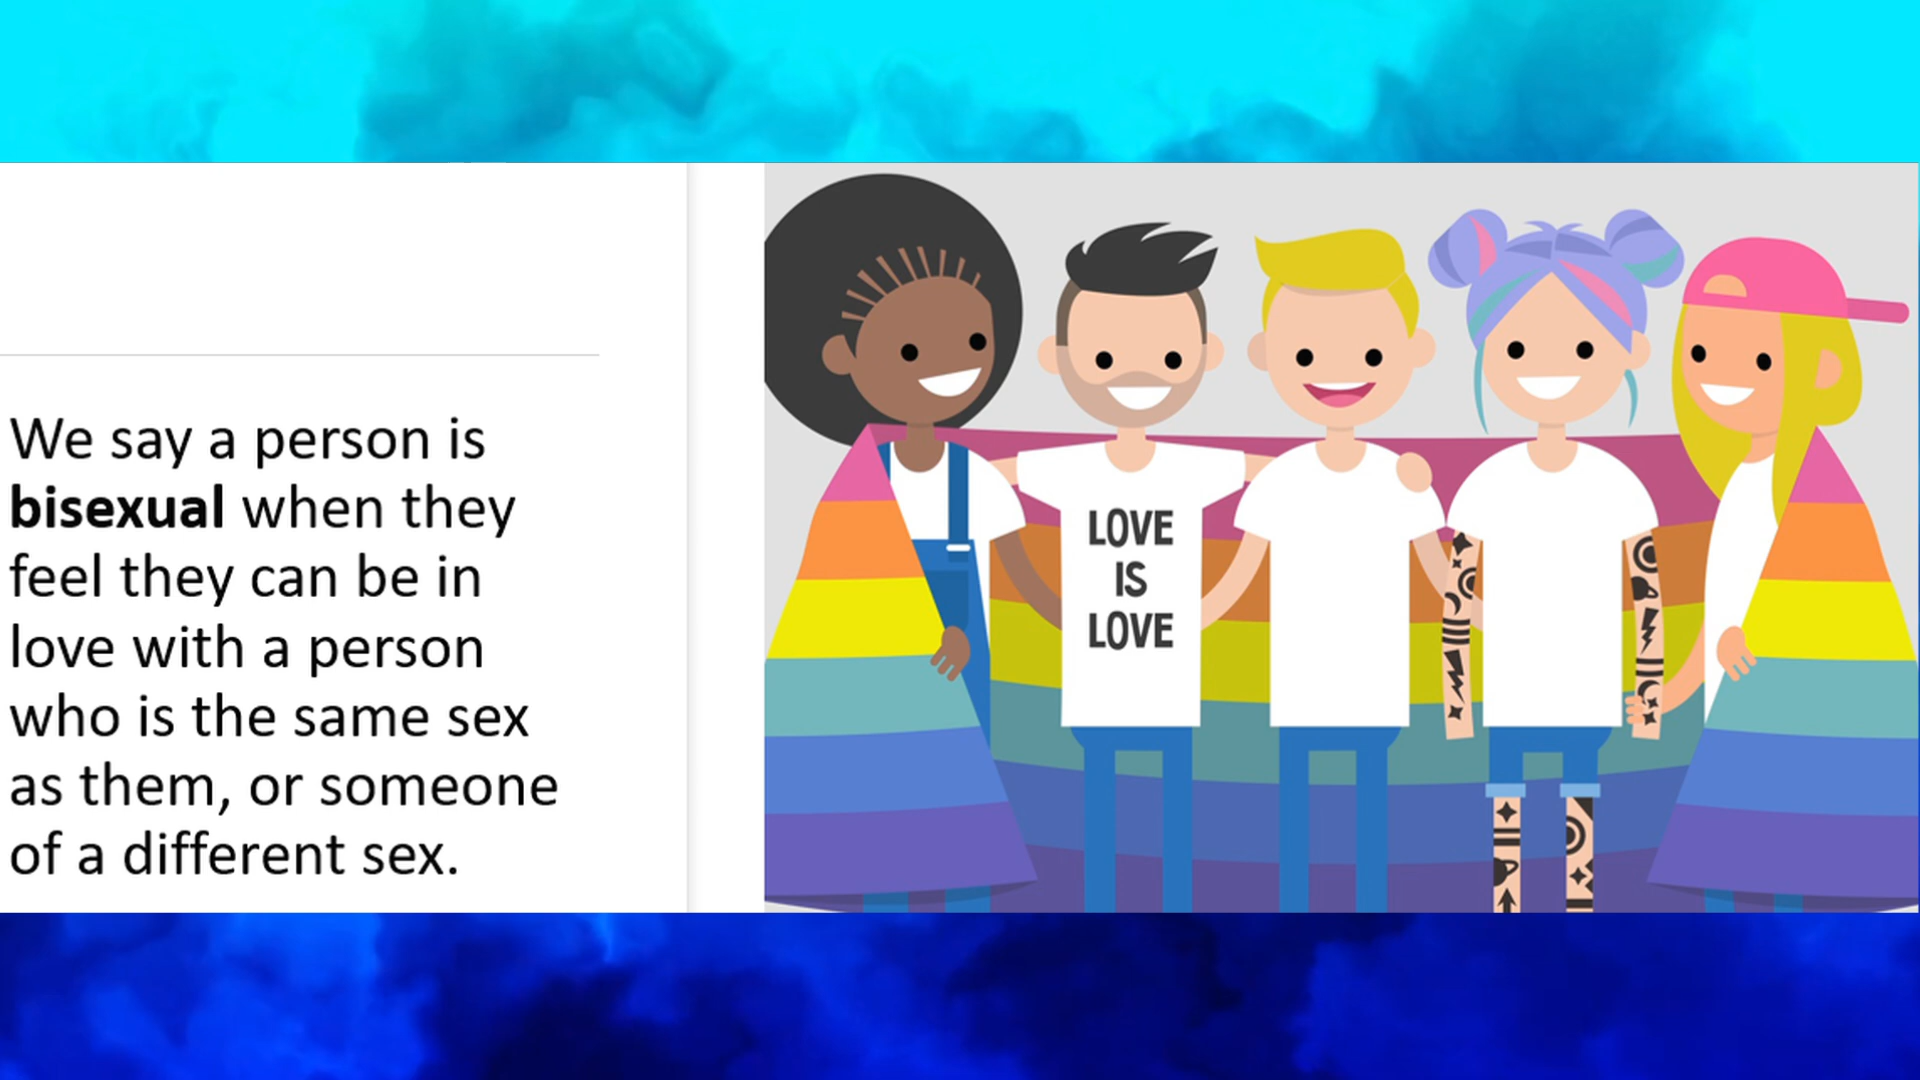 We say a person is
bisexual when they
feel they can be in
love with a person
who is the same sex
as them, or someone
of a different sex.
LOVE
IS
LOVE